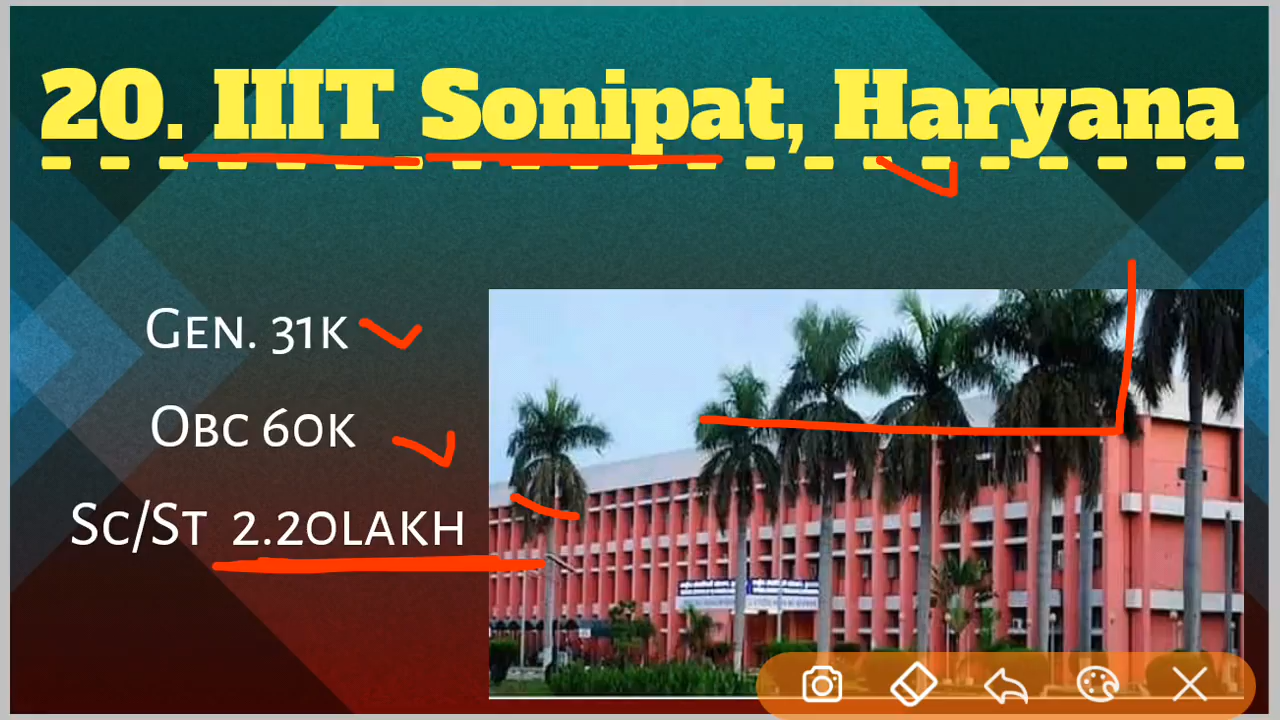 20. IIIT Sonipat, Haryana
Gen. 31k
Obc 60k
Sc/St 2.20lakh